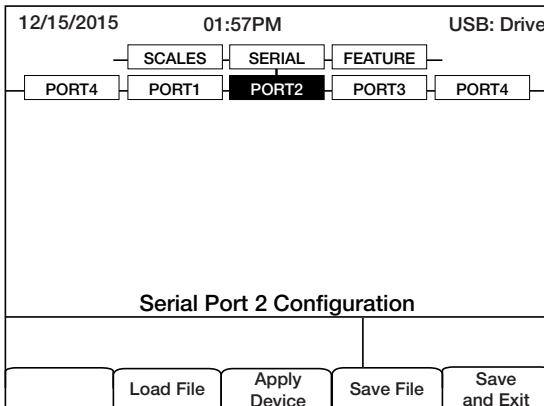 12/15/2015 01:57PM USB: Drive
SCALES SERIAL FEATURE
PORT4 PORT1 PORT2 PORT3 PORT4
Serial Port 2 Configuration
Load File Apply Device Save File Save and Exit